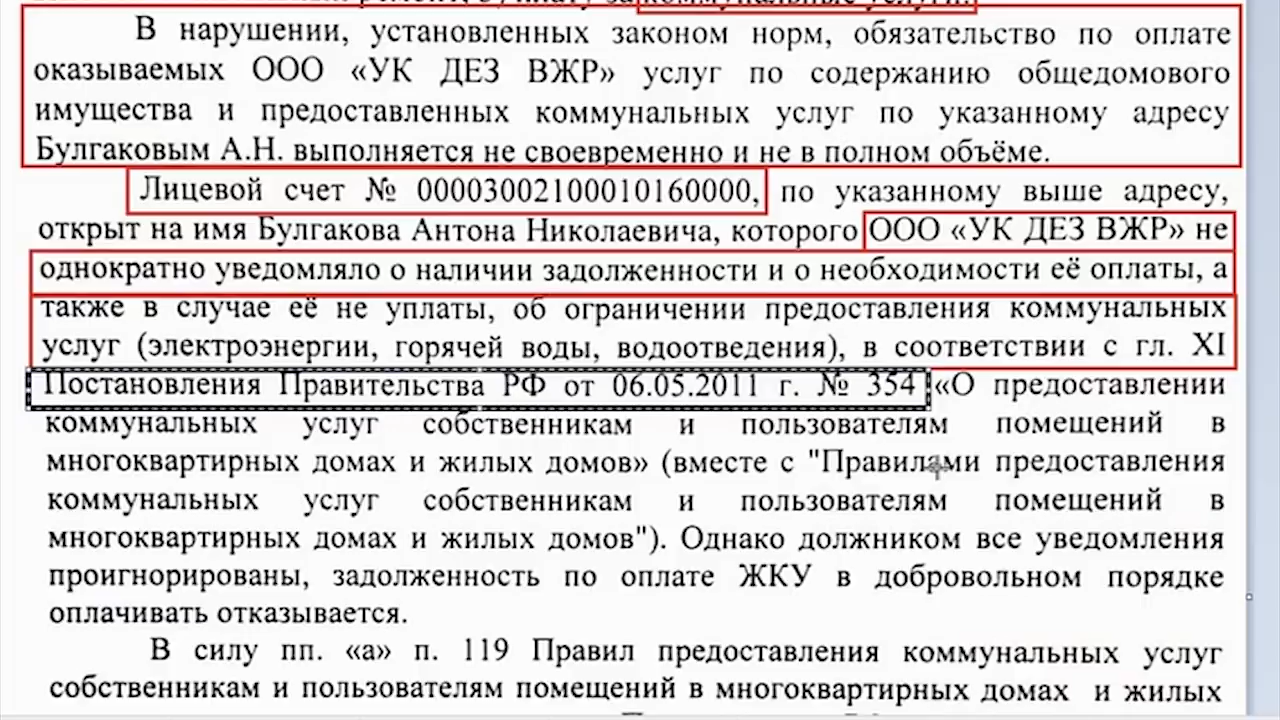 коммунальные услуги.
В нарушении, установленных законом норм, обязательство по оплате
оказываемых ООО «УК ДЕЗ ВЖР» услуг по содержанию общедомового
имущества и предоставленных коммунальных услуг по указанному адресу
Булгаковым А.Н. выполняется не своевременно и не в полном объёме.
Лицевой счет № 00003002100010160000, по указанному выше адресу,
открыт на имя Булгакова Антона Николаевича, которого ООО «УК ДЕЗ ВЖР» не
однократно уведомляло о наличии задолженности и о необходимости её оплаты, а
также в случае её не уплаты, об ограничении предоставления коммунальных
услуг (электроэнергии, горячей воды, водоотведения), в соответствии с гл. XI
Постановления Правительства РФ от 06.05.2011 г. № 354 «О предоставлении
коммунальных услуг собственникам и пользователям помещений в
многоквартирных домах и жилых домов» (вместе с "Правилами предоставления
коммунальных услуг собственникам и пользователям помещений в
многоквартирных домах и жилых домов"). Однако должником все уведомления
проигнорированы, задолженность по оплате ЖКУ в добровольном порядке
оплачивать отказывается.
В силу пп. «а» п. 119 Правил предоставления коммунальных услуг
собственникам и пользователям помещений в многоквартирных домах и жилых